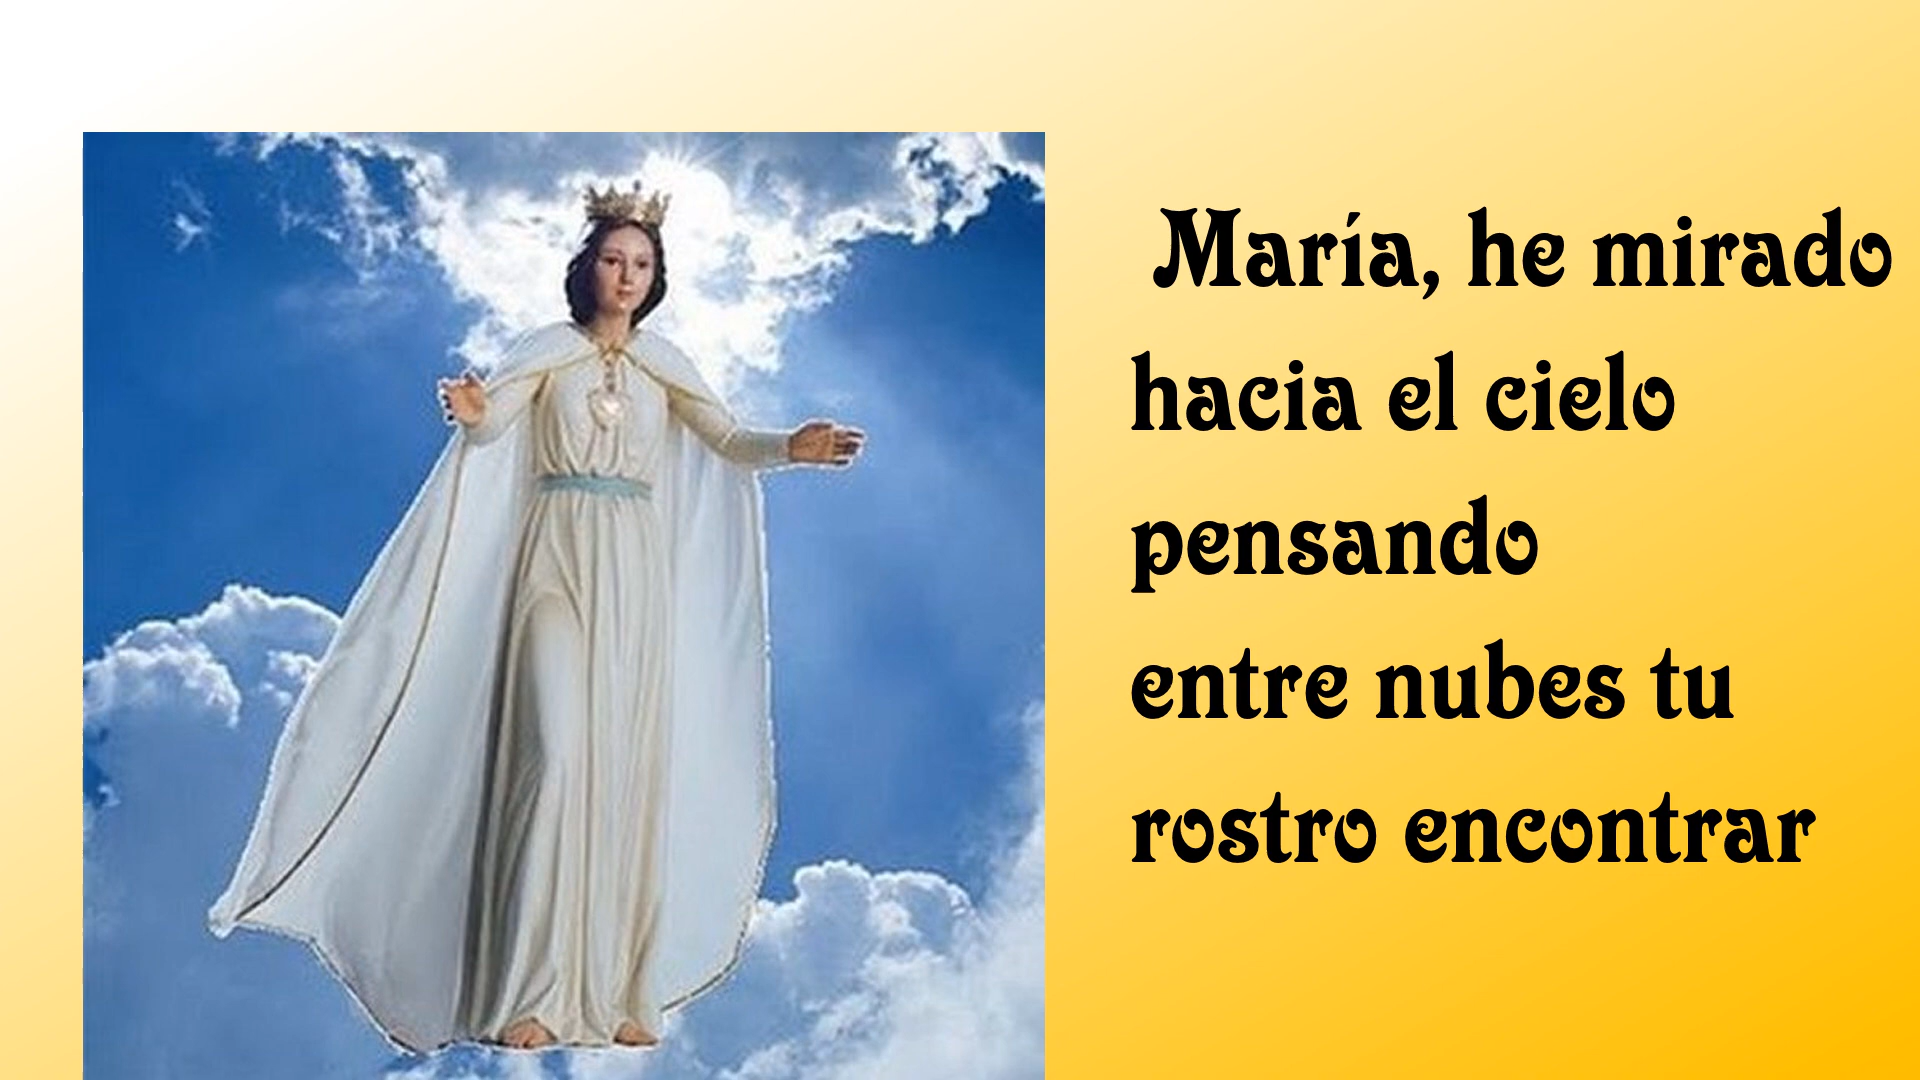 María, he mirado
hacia el cielo
pensando
entre nubes tu
rostro encontrar